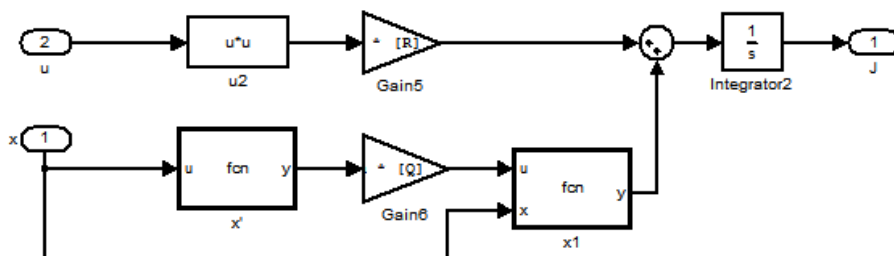 2
u
u*u
u2
* [R]
Gain5
++
1
s
Integrator2
1
J
x
1
u fcn y
x'
* [Q]
Gain6
u
fcn
x
y
x1